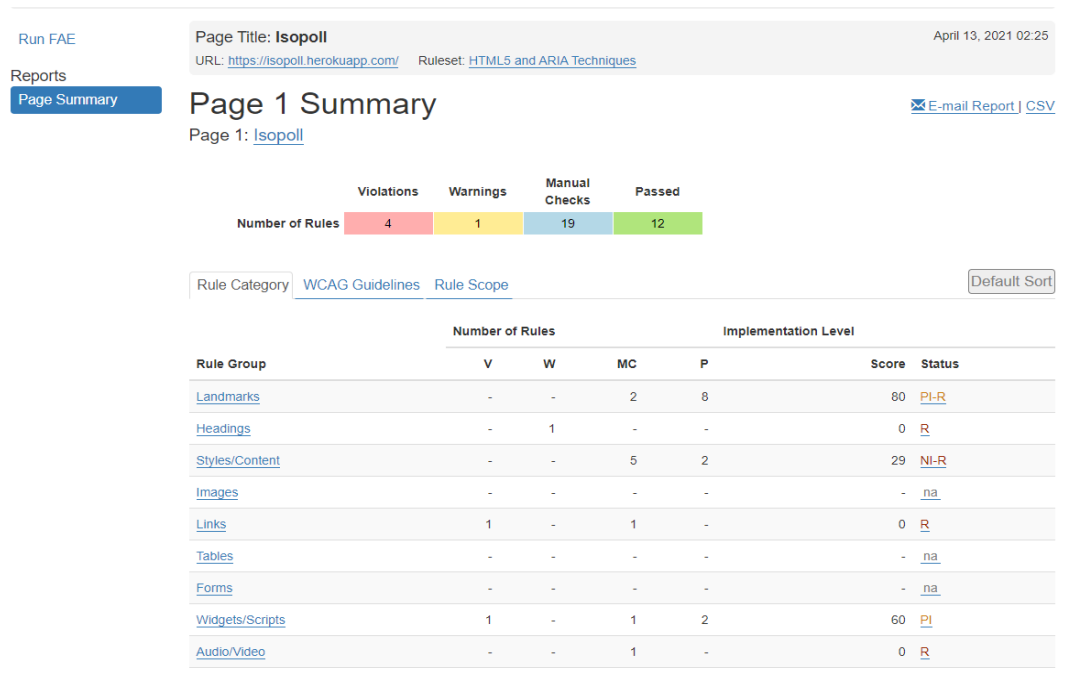 Run FAE
Reports
Page Summary
Page Title: Isopoll
April 13, 2021 02:25
URL: https://isopoll.herokuapp.com/ Ruleset: HTML5 and ARIA Techniques
Page 1 Summary
E-mail Report | CSV
Page 1: Isopoll
Violations Warnings Manual Checks Passed
Number of Rules 4 1 19 12
Rule Category WCAG Guidelines Rule Scope Default Sort
Number of Rules Implementation Level
Rule Group V W MC P Score Status
Landmarks - - 2 8 80 PI-R
Headings - 1 - - 0 R
Styles/Content - - 5 2 29 NI-R
Images - - - - - na
Links 1 - 1 - 0 R
Tables - - - - - na
Forms - - - - - na
Widgets/Scripts 1 - 1 2 60 PI
Audio/Video - - 1 - 0 R